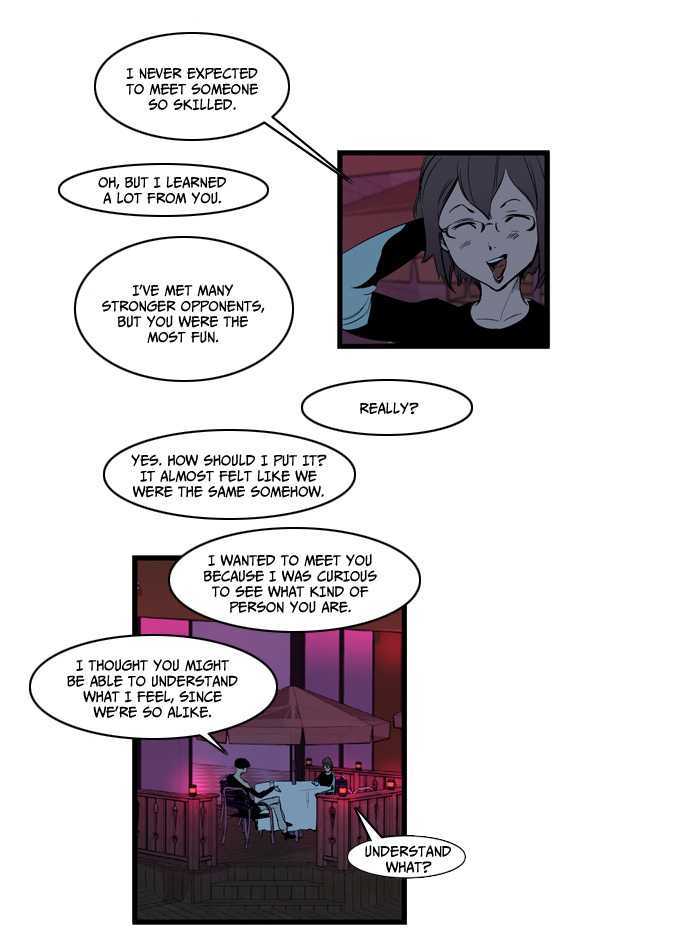 I NEVER EXPECTED
TO MEET SOMEONE
SO SKILLED.
OH, BUT I LEARNED
A LOT FROM YOU.
I'VE MET MANY
STRONGER OPPONENTS,
BUT YOU WERE THE
MOST FUN.
REALLY?
YES. HOW SHOULD I PUT IT?
IT ALMOST FELT LIKE WE
WERE THE SAME SOMEHOW.
I WANTED TO MEET YOU
BECAUSE I WAS CURIOUS
TO SEE WHAT KIND OF
PERSON YOU ARE.
I THOUGHT YOU MIGHT
BE ABLE TO UNDERSTAND
WHAT I FEEL, SINCE
WE'RE SO ALIKE.
UNDERSTAND
WHAT?